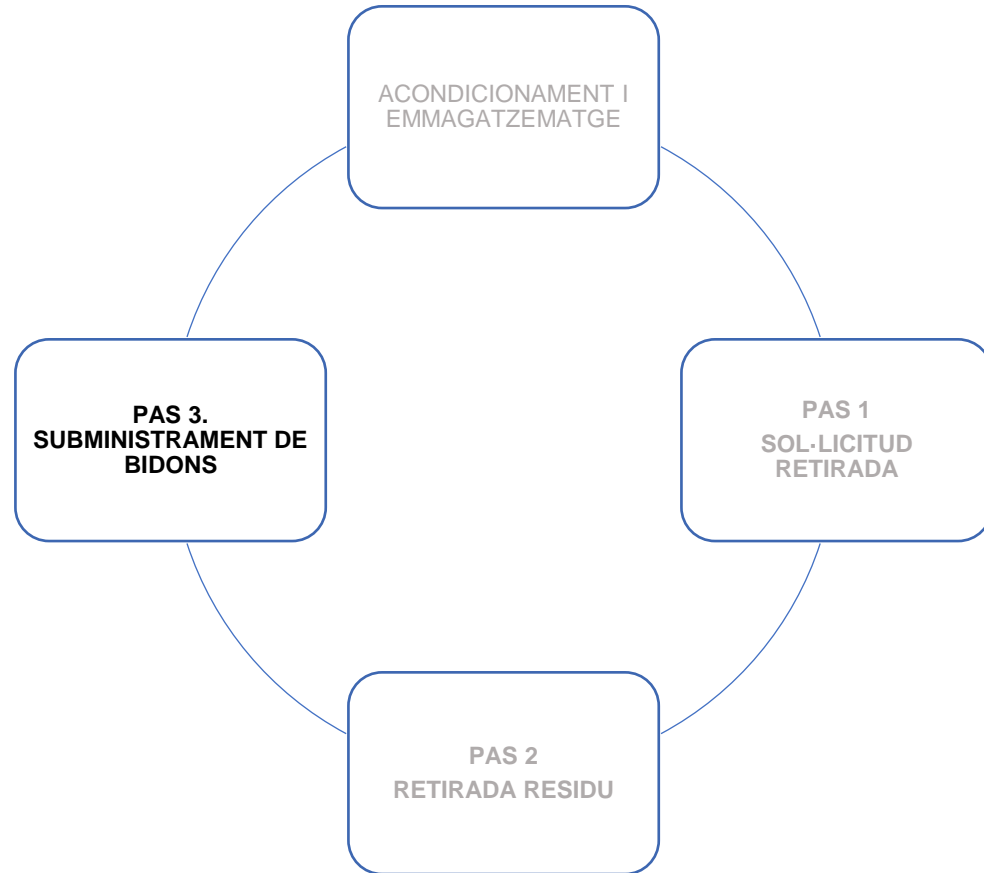 ACONDICIONAMENT I
EMMAGATZEMATGE
PAS 1
SOL·LICITUD
RETIRADA
PAS 2
RETIRADA RESIDU
PAS 3.
SUBMINISTRAMENT DE
BIDONS